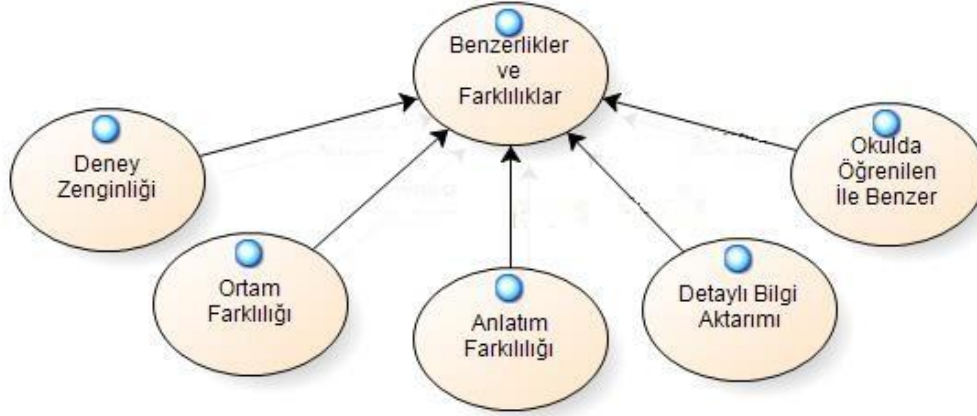 Benzerlikler
ve
Farklılıklar
Deney
Zenginliği
Ortam
Farklılığı
Anlatım
Farkılılığı
Detaylı Bilgi
Aktarımı
Okulda
Öğrenilen
İle Benzer